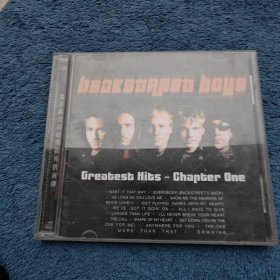 backstreet boys
Greatest Hits - Chapter One
I WANT IT THAT WAY · EVERYBODY (BACKSTREET'S BACK)
AS LONG AS YOU LOVE ME · SHOW ME THE MEANING OF
BEING LONELY · QUIT PLAYING GAMES (WITH MY HEART)
WE'VE GOT IT GOIN' ON · ALL I HAVE TO GIVE
LARGER THAN LIFE · I'LL NEVER BREAK YOUR HEART
THE CALL · SHAPE OF MY HEART · GET DOWN (YOU'RE THE
ONE FOR ME) · ANYWHERE FOR YOU · THE ONE
MORE THAN THAT · DROWNING